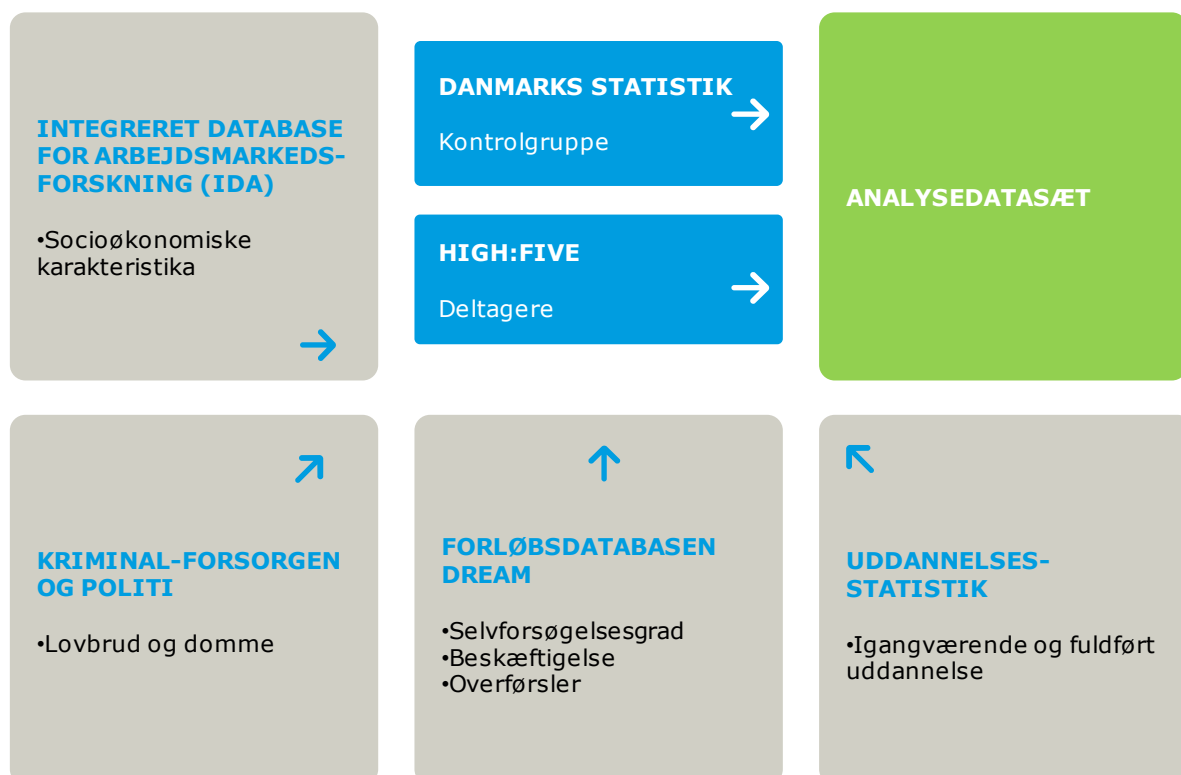 INTEGRERET DATABASE
FOR ARBEJDSMARKEDS-
FORSKNING (IDA)
•Socioøkonomiske
karakteristika
DANMARKS STATISTIK
Kontrolgruppe
HIGH:FIVE
Deltagere
ANALYSEDATASÆT
KRIMINAL-FORSORGEN
OG POLITI
•Lovbrud og domme
FORLØBSDATABASEN
DREAM
•Selvforsøgelsesgrad
•Beskæftigelse
•Overførsler
UDDANNELSES-
STATISTIK
•Igangværende og fuldført
uddannelse